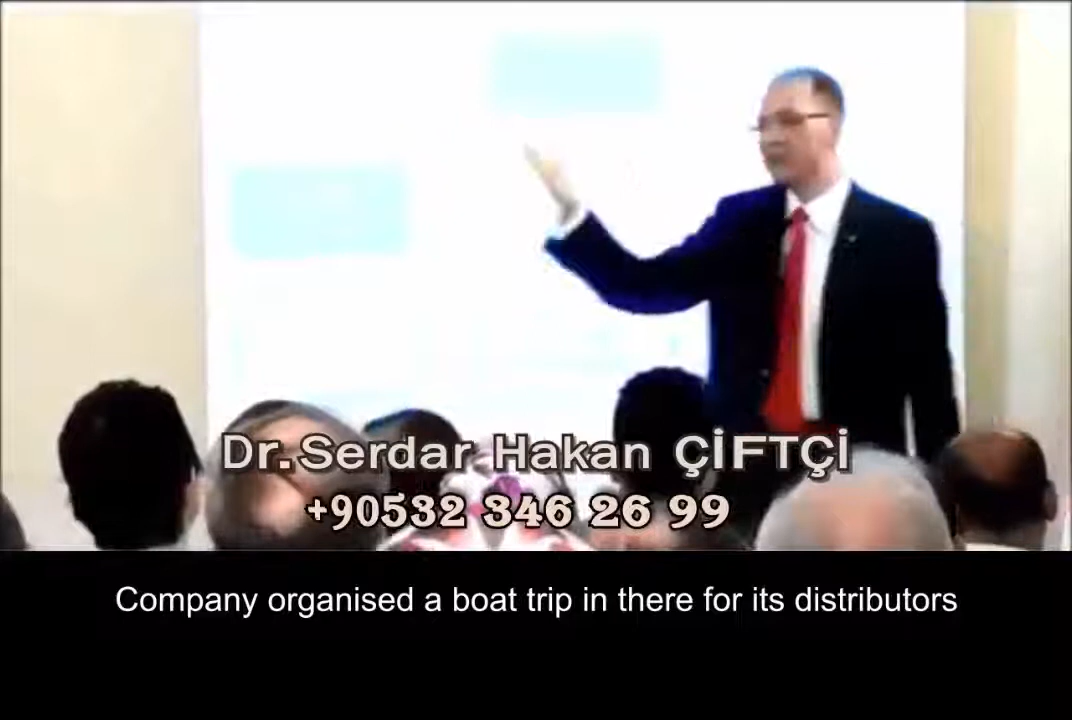 Dr. Serdar Hakan ÇİFTÇİ
+90532 346 26 99
Company organised a boat trip in there for its distributors